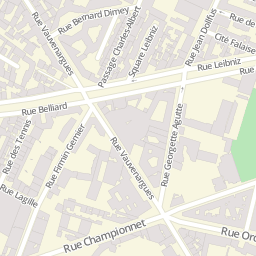 Rue Bernard Dimey
Rue Jean Dollfus
Rue de
Rue Vauvenargues
Passage Charles-Albert
Square Leibniz
Cité Falaise
Rue Leibniz
Rue Belliard
Rue des Tennis
Rue Firmin Gémier
Rue Vauvenargues
Rue Georgette Agutte
Rue Lagille
Rue Championnet
Rue Ord